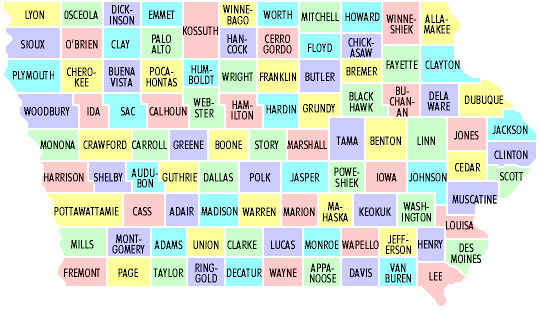 LYON
OSCEOLA
DICK-
INSON
EMMET
KOSSUTH
WINNE-
BAGO
WORTH
MITCHELL
HOWARD
WINNE-
SHIEK
ALLA-
MAKEE
SIOUX
O'BRIEN
CLAY
PALO
ALTO
HAN-
COCK
CERRO
GORDO
FLOYD
CHICK-
ASAW
PLYMOUTH
CHERO-
KEE
BUENA
VISTA
POCA-
HONTAS
HUM-
BOLDT
WRIGHT
FRANKLIN
BUTLER
BREMER
FAYETTE
CLAYTON
WOODBURY
IDA
SAC
CALHOUN
WEB-
STER
HAM-
ILTON
HARDIN
GRUNDY
BLACK
HAWK
BU-
CHAN-
AN
DELA
WARE
DUBUQUE
MONONA
CRAWFORD
CARROLL
GREENE
BOONE
STORY
MARSHALL
TAMA
BENTON
LINN
JONES
JACKSON
CLINTON
HARRISON
SHELBY
AUDU-
BON
GUTHRIE
DALLAS
POLK
JASPER
POWE-
SHIEK
IOWA
JOHNSON
CEDAR
SCOTT
MUSCATINE
POTTAWATTAMIE
CASS
ADAIR
MADISON
WARREN
MARION
MA-
HASKA
KEOKUK
WASH-
INGTON
LOUISA
MILLS
MONT-
GOMERY
ADAMS
UNION
CLARKE
LUCAS
MONROE
WAPELLO
JEFF-
ERSON
HENRY
DES
MOINES
FREMONT
PAGE
TAYLOR
RING-
GOLD
DECATUR
WAYNE
APPA-
NOOSE
DAVIS
VAN
BUREN
LEE